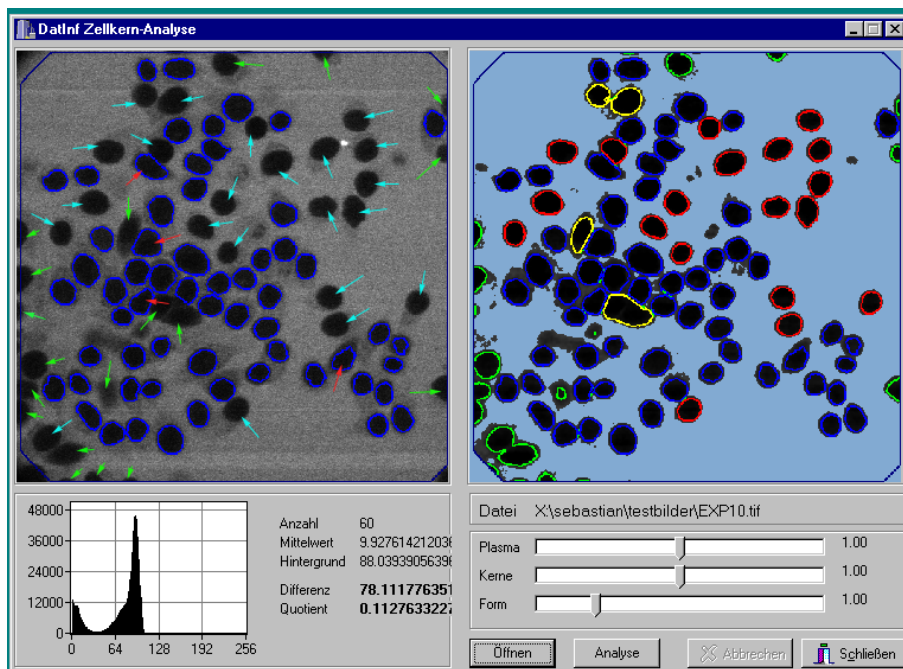 DatInf Zellkern-Analyse
48000
36000
24000
12000
0
0 64 128 192 256
Anzahl 60
Mittelwert 9.927614212036
Hintergrund 88.03939056396
Differenz 78.111776351
Quotient 0.1127633227
Datei X:\sebastian\testbilder\EXP10.tif
Plasma 1.00
Kerne 1.00
Form 1.00
Öffnen Analyse Abbrechen Schließen